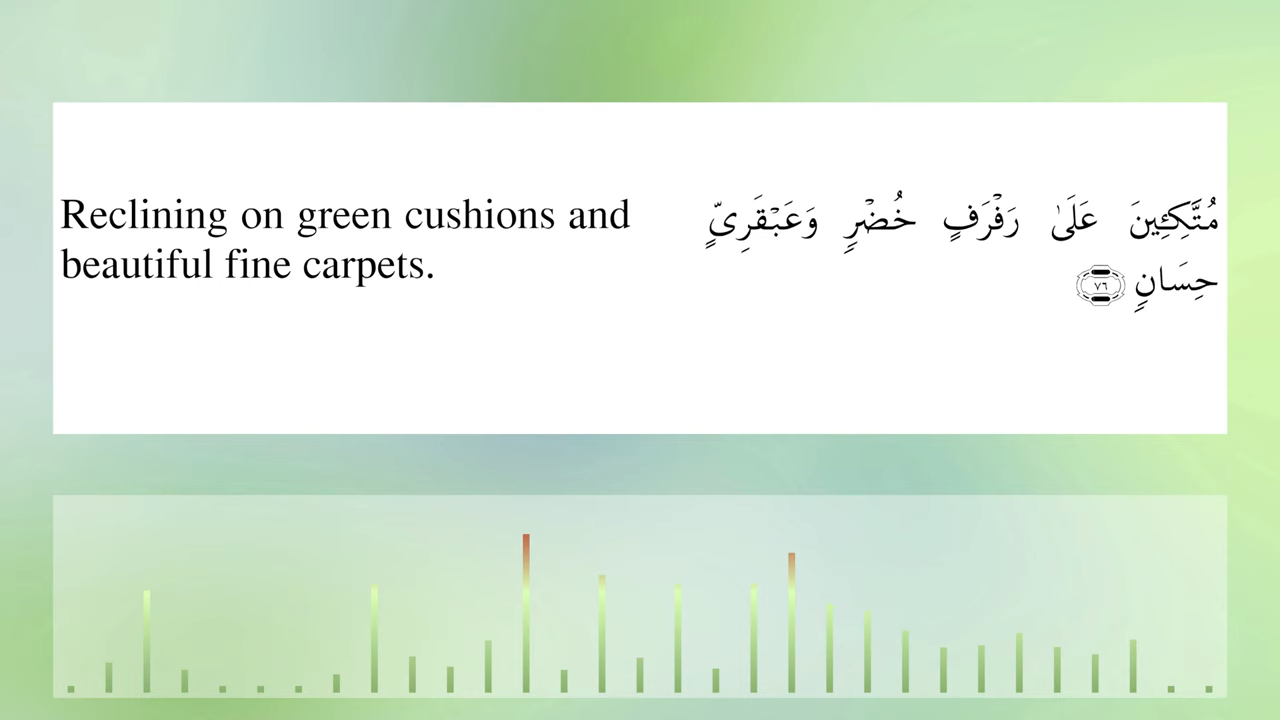 Reclining on green cushions and
beautiful fine carpets.
مُتَّكِـِٔينَ عَلَىٰ رَفْرَفٍ خُضْرٍ وَعَبْقَرِىٍّ
حِسَانٍ ٧٦